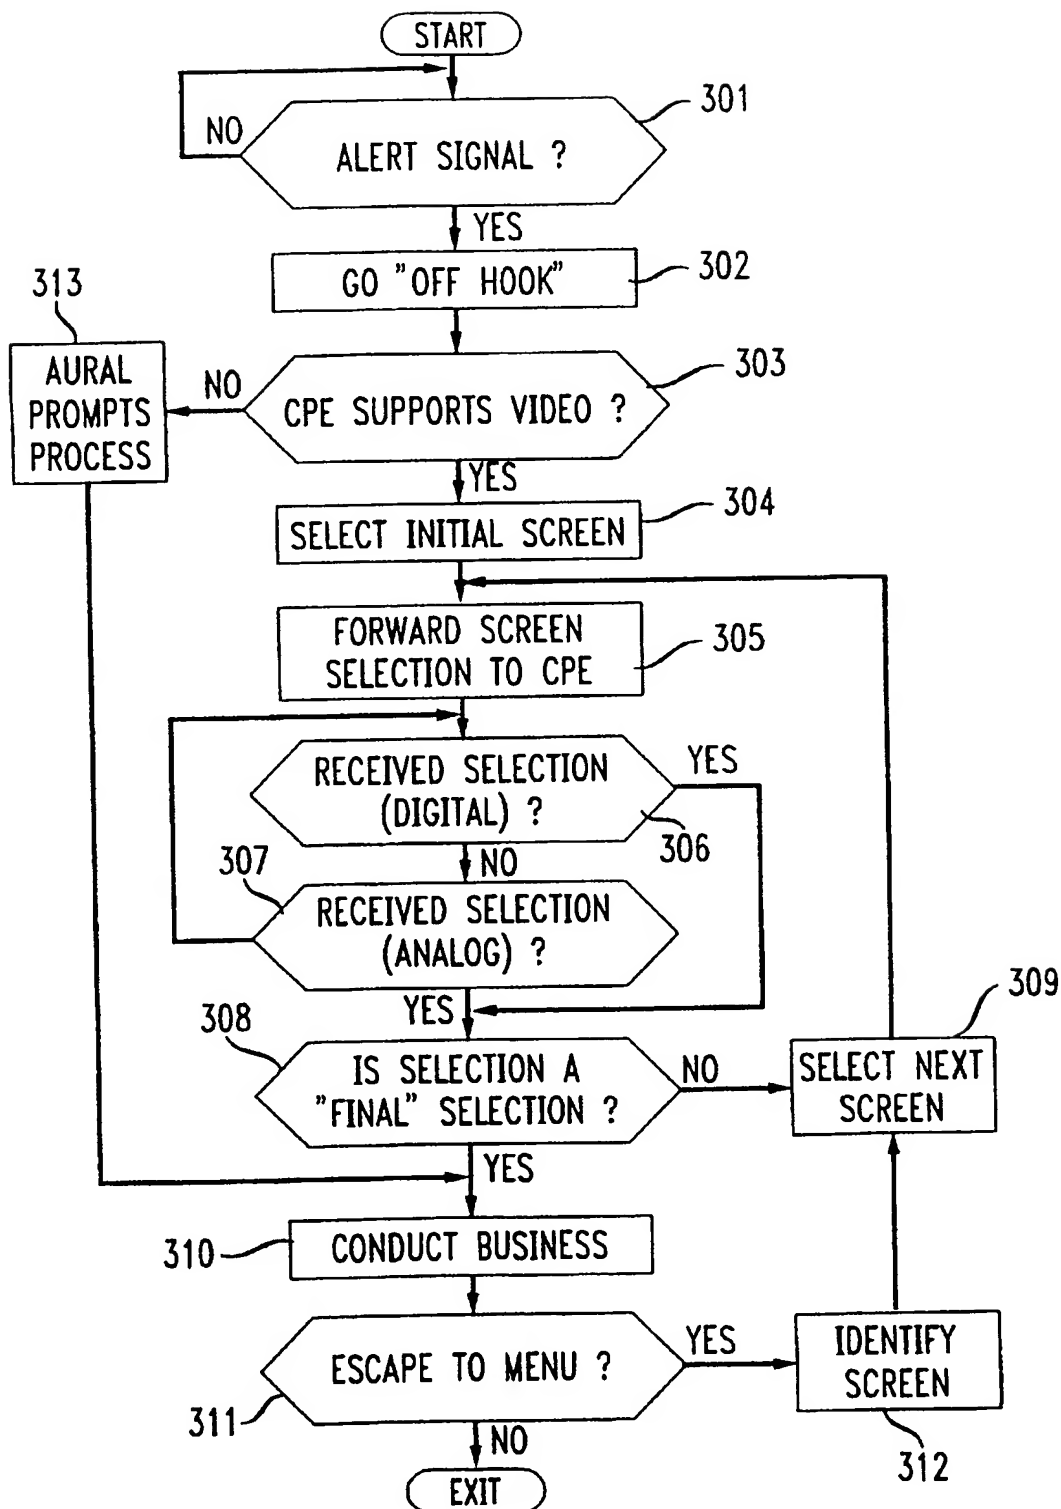 START
301
NO
ALERT SIGNAL ?
YES
302
GO "OFF HOOK"
313
303
AURAL
PROMPTS
PROCESS
NO
CPE SUPPORTS VIDEO ?
YES
304
SELECT INITIAL SCREEN
FORWARD SCREEN
SELECTION TO CPE
305
RECEIVED SELECTION
(DIGITAL) ?
YES
306
NO
307
RECEIVED SELECTION
(ANALOG) ?
YES
308
309
IS SELECTION A
"FINAL" SELECTION ?
NO
SELECT NEXT
SCREEN
YES
310
CONDUCT BUSINESS
ESCAPE TO MENU ?
YES
IDENTIFY
SCREEN
311
NO
312
EXIT